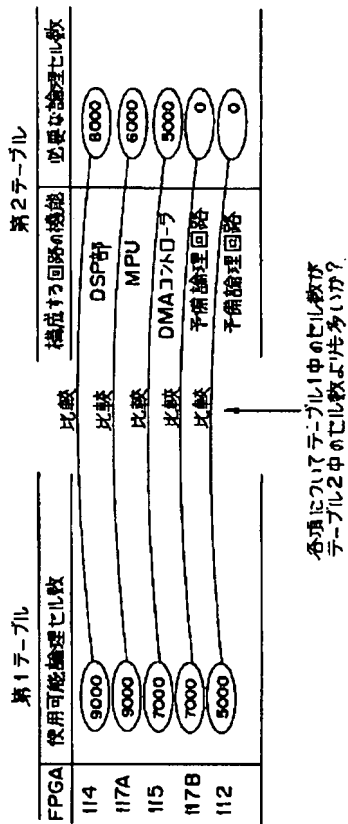 第1テーブル
第2テーブル
FPGA 使用可能論理セル数 構成する回路の機能 必要な論理セル数
114 9000 比較 DSP部 8000
117A 9000 比較 MPU 6000
115 7000 比較 DMAコントローラ 5000
117B 7000 比較 予備論理回路 0
112 5000 比較 予備論理回路 0
各項についてテーブル1中のセル数が
テーブル2中のセル数よりも多いか?